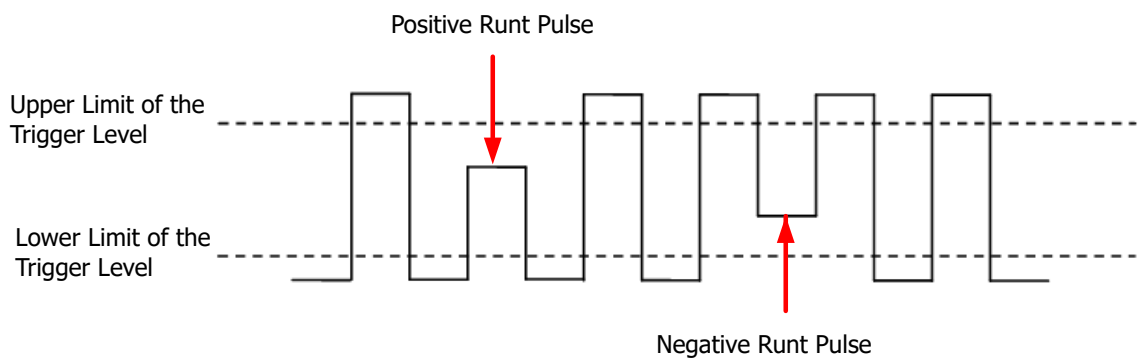 Positive Runt Pulse
Upper Limit of the
Trigger Level
Lower Limit of the
Trigger Level
Negative Runt Pulse